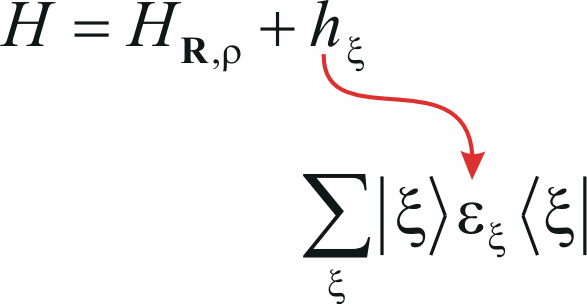 H = H_{R,ρ} + h_ξ
∑_ξ |ξ⟩ε_ξ⟨ξ|